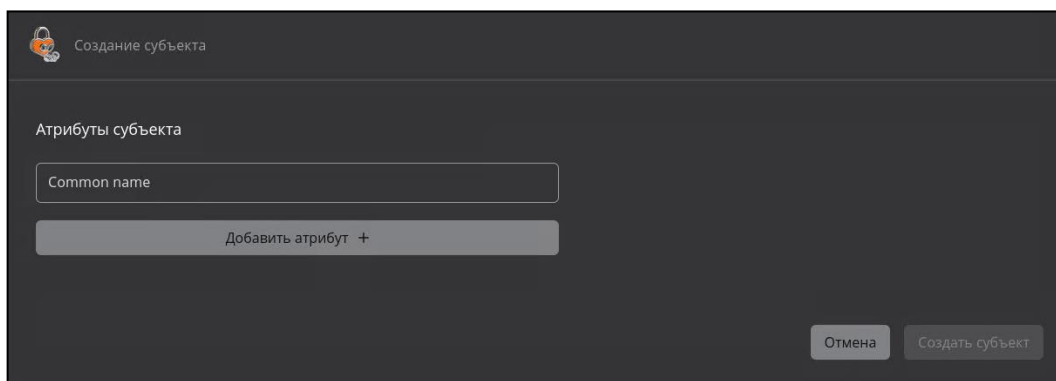 Создание субъекта
Атрибуты субъекта
Common name
Добавить атрибут +
Отмена Создать субъект